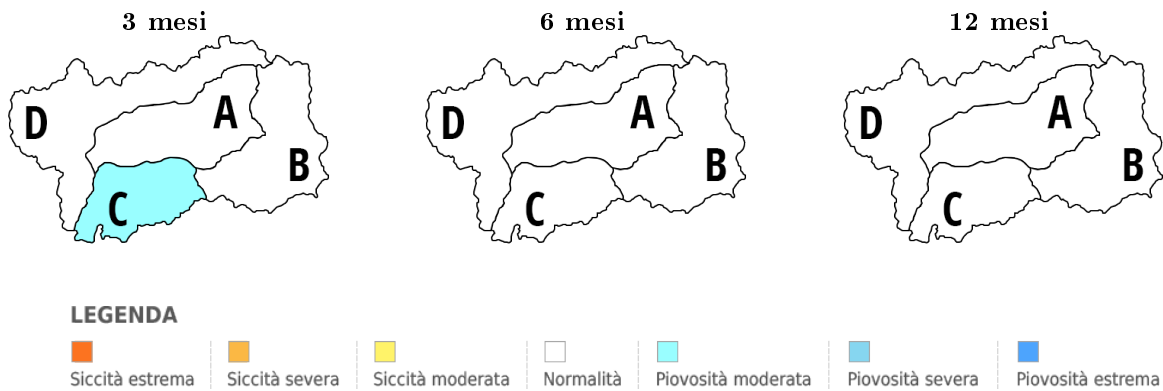 3 mesi 6 mesi 12 mesi
D A B C D A B C D A B C
LEGENDA
Siccità estrema Siccità severa Siccità moderata Normalità Piovosità moderata Piovosità severa Piovosità estrema